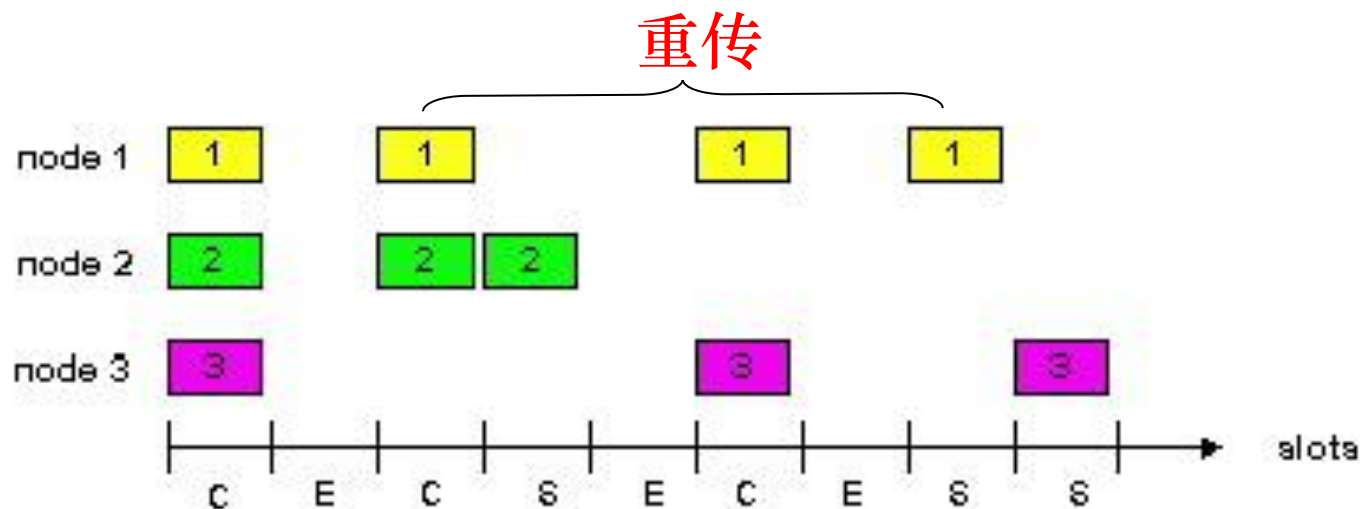 重传
node 1 1 1 1 1
node 2 2 2 2
node 3 3 3 3
slots
C E C S E C E S S